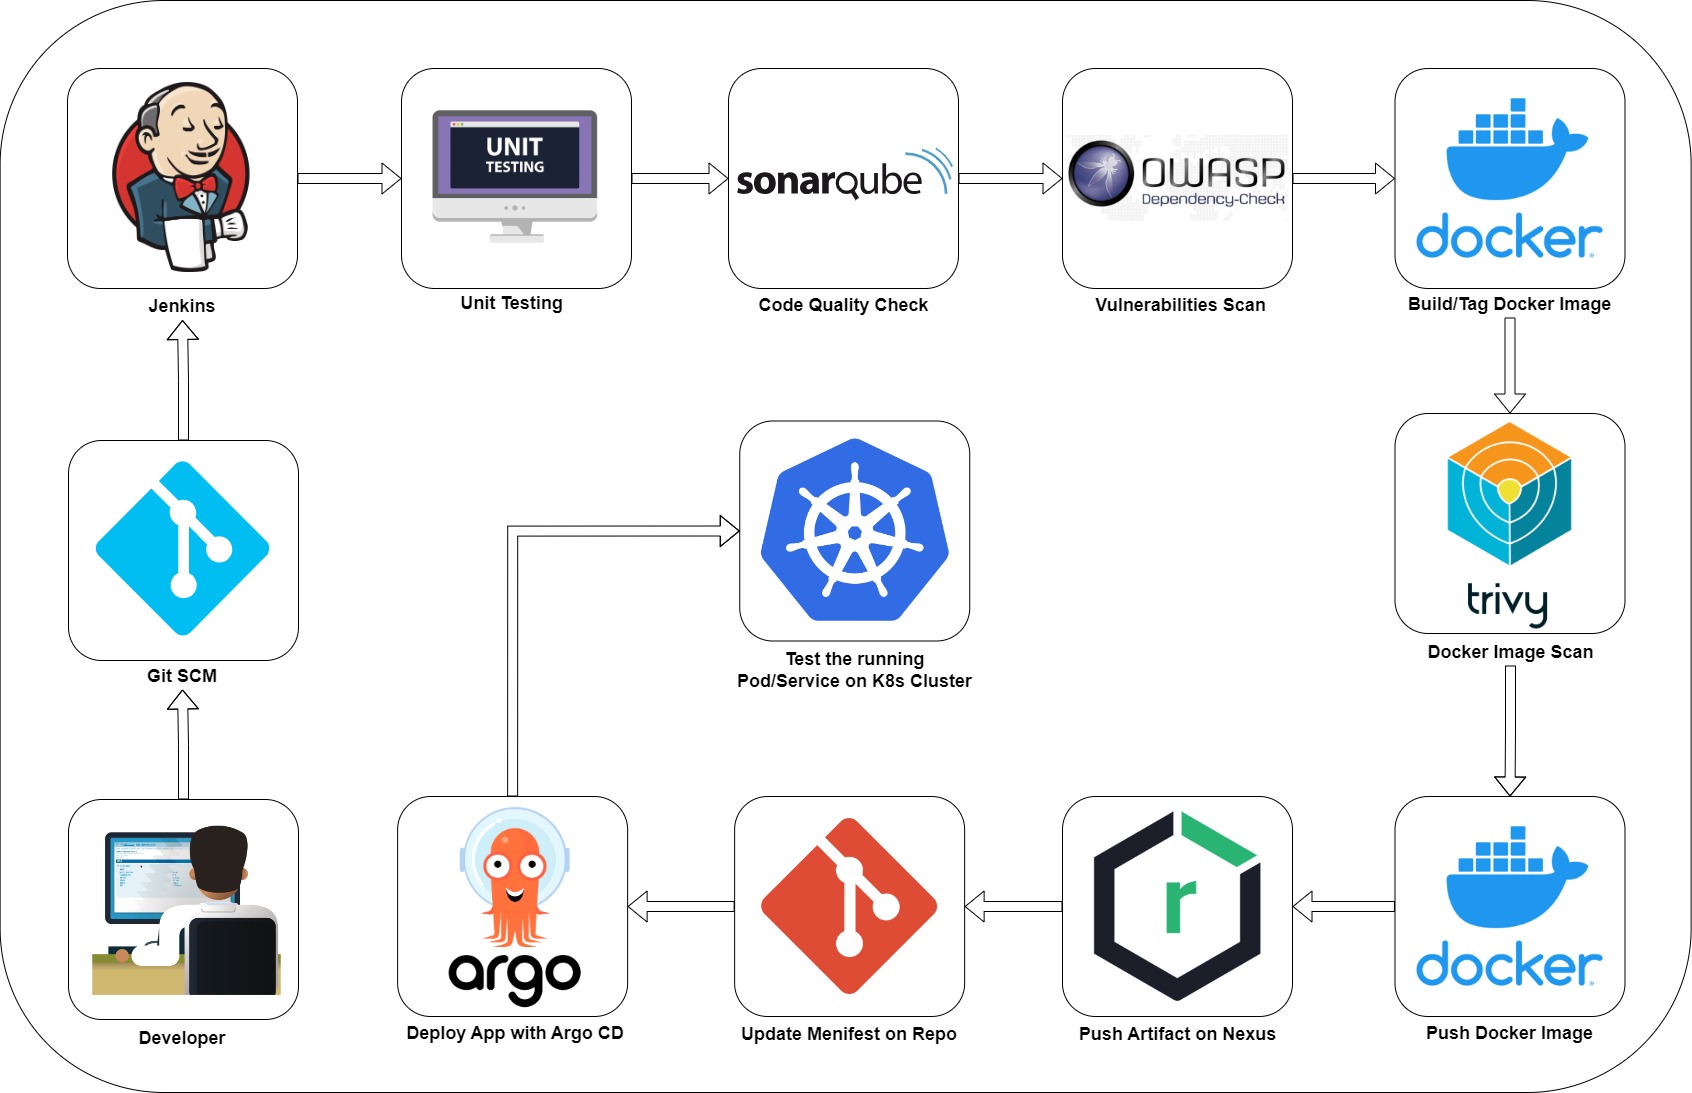 UNIT
TESTING
sonarqube
OWASP
Dependency-Check
docker
Jenkins
Unit Testing
Code Quality Check
Vulnerabilities Scan
Build/Tag Docker Image
trivy
Git SCM
Test the running
Pod/Service on K8s Cluster
Docker Image Scan
argo
r
docker
Developer
Deploy App with Argo CD
Update Menifest on Repo
Push Artifact on Nexus
Push Docker Image